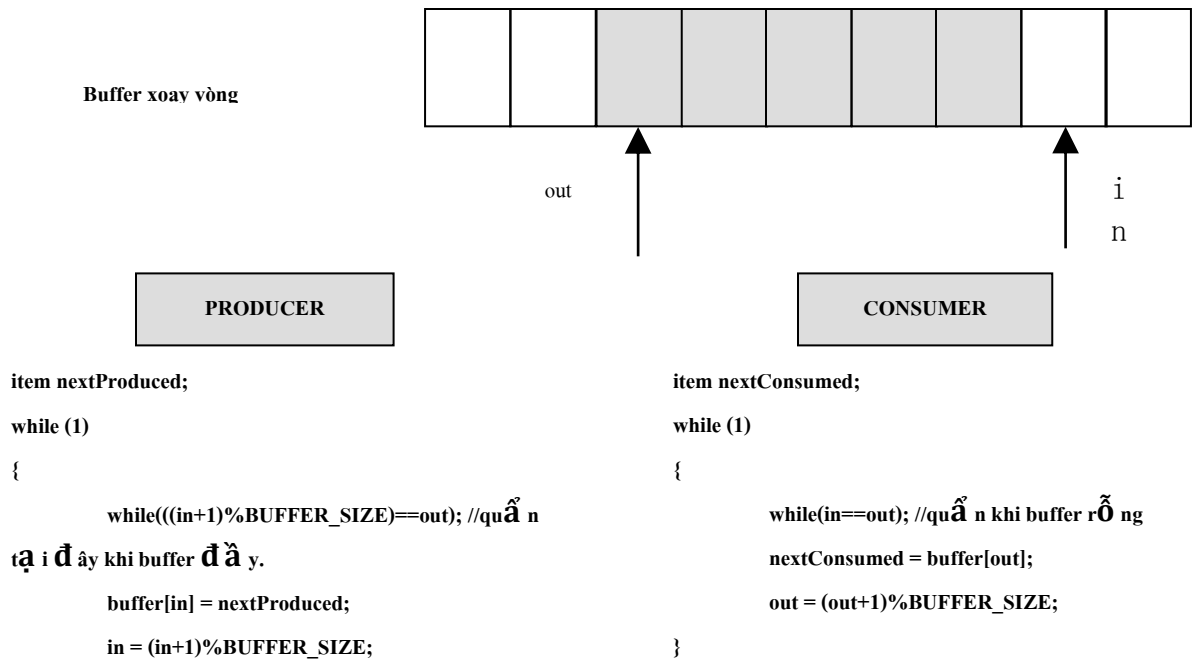 Buffer xoay vòng
out
i
n
PRODUCER
item nextProduced;
while (1)
{
while(((in+1)%BUFFER_SIZE)==out); //quẩn
tại đây khi buffer đầy.
buffer[in] = nextProduced;
in = (in+1)%BUFFER_SIZE;
CONSUMER
item nextConsumed;
while (1)
{
while(in==out); //quẩn khi buffer rỗng
nextConsumed = buffer[out];
out = (out+1)%BUFFER_SIZE;
}